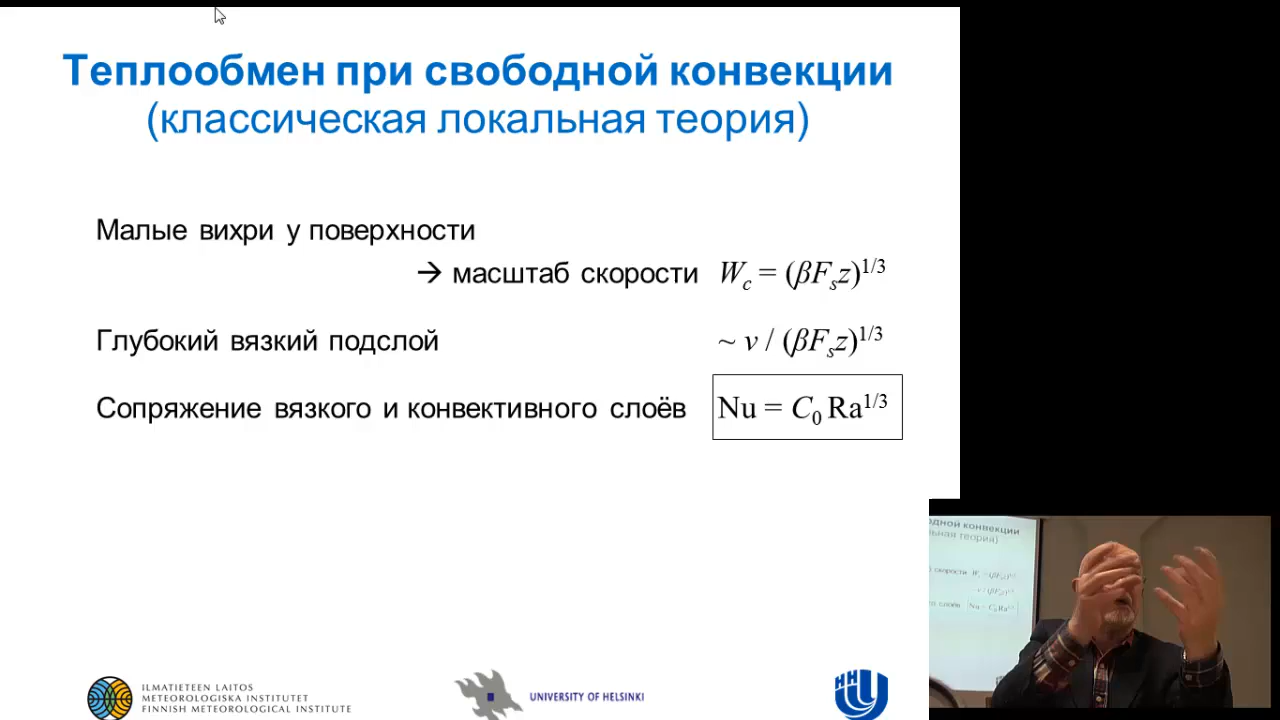 Теплообмен при свободной конвекции
(классическая локальная теория)
Малые вихри у поверхности
→ масштаб скорости W_c = (βF_s z)^1/3
Глубокий вязкий подслой ~ ν / (βF_s z)^1/3
Сопряжение вязкого и конвективного слоёв Nu = C_0 Ra^1/3
ILMATIETEEN LAITOS
METEOROLOGISKA INSTITUTET
FINNISH METEOROLOGICAL INSTITUTE
UNIVERSITY OF HELSINKI